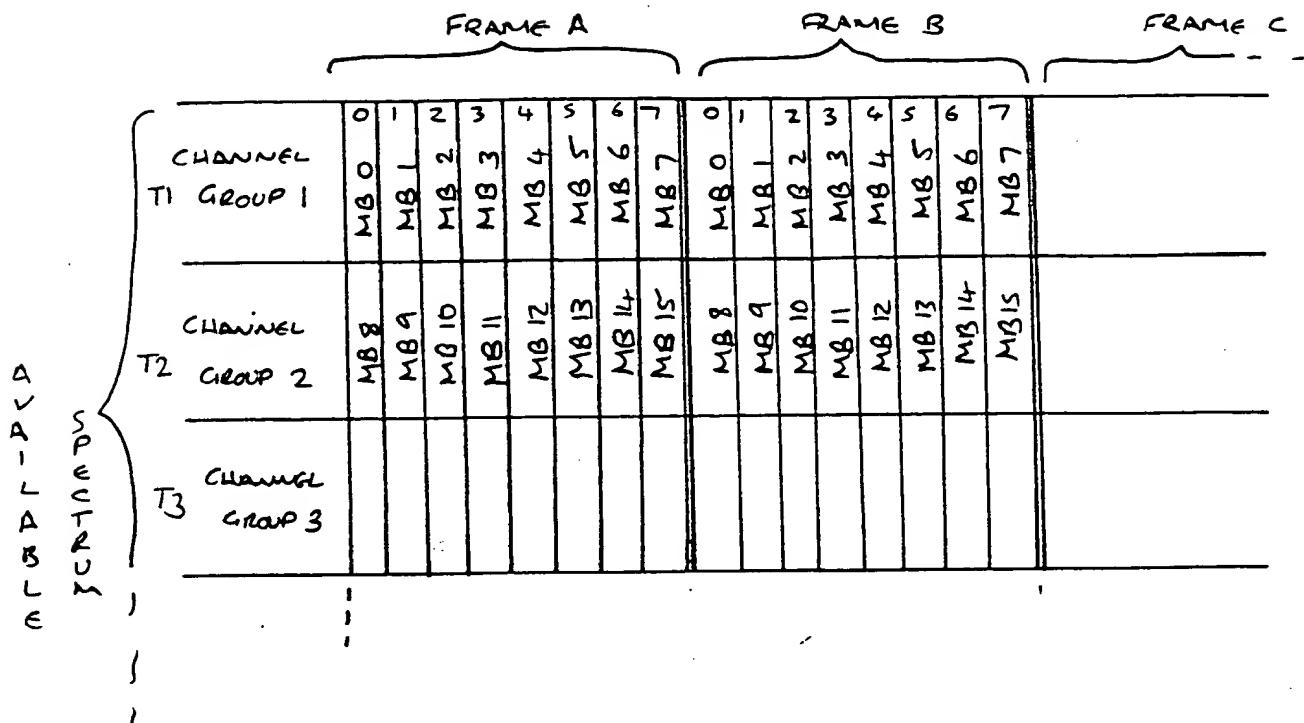 FRAME A FRAME B FRAME C
0 1 2 3 4 5 6 7 0 1 2 3 4 5 6 7
CHANNEL
T1 GROUP 1
MB 0 MB 1 MB 2 MB 3 MB 4 MB 5 MB 6 MB 7 MB 0 MB 1 MB 2 MB 3 MB 4 MB 5 MB 6 MB 7
CHANNEL
T2 GROUP 2
MB 8 MB 9 MB 10 MB 11 MB 12 MB 13 MB 14 MB 15 MB 8 MB 9 MB 10 MB 11 MB 12 MB 13 MB 14 MB 15
CHANNEL
T3 GROUP 3
AVAILABLE
SPECTRUM